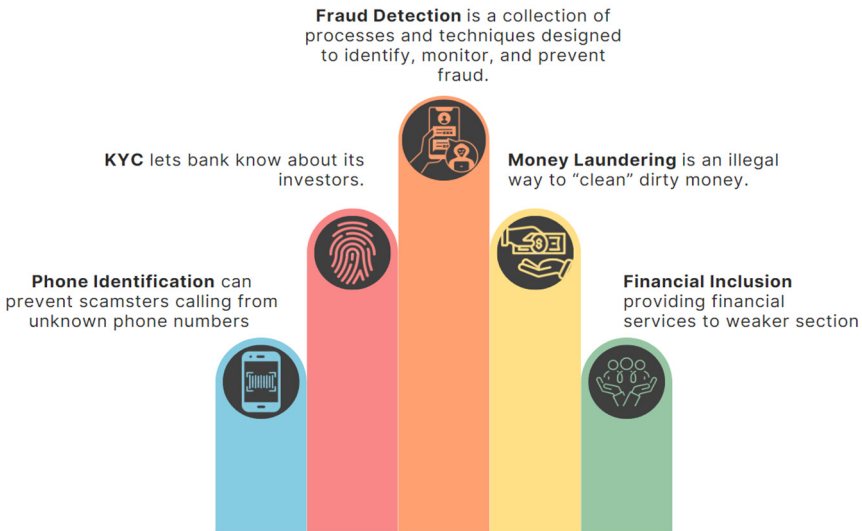 Fraud Detection is a collection of
processes and techniques designed
to identify, monitor, and prevent
fraud.
KYC lets bank know about its
investors.
Money Laundering is an illegal
way to “clean” dirty money.
Phone Identification can
prevent scamsters calling from
unknown phone numbers
Financial Inclusion
providing financial
services to weaker section